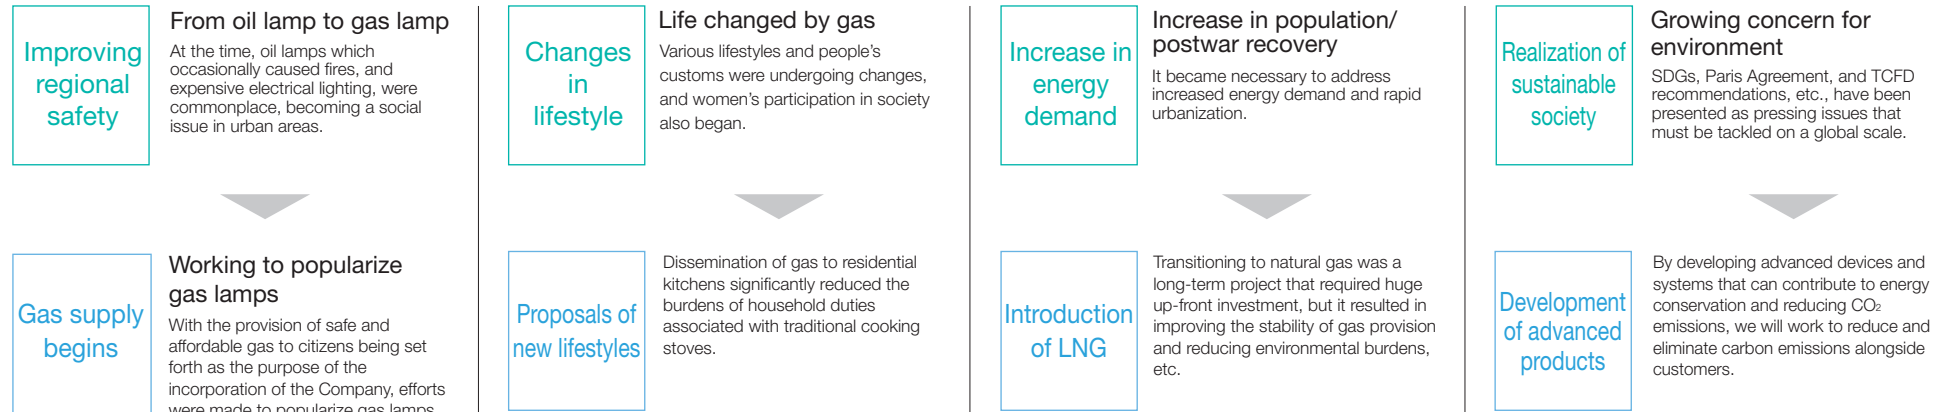 Improving
regional
safety
From oil lamp to gas lamp
At the time, oil lamps which
occasionally caused fires, and
expensive electrical lighting, were
commonplace, becoming a social
issue in urban areas.
Gas supply
begins
Working to popularize
gas lamps
With the provision of safe and
affordable gas to citizens being set
forth as the purpose of the
incorporation of the Company, efforts
were made to popularize gas lamps
Changes
in
lifestyle
Life changed by gas
Various lifestyles and people's
customs were undergoing changes,
and women's participation in society
also began.
Proposals of
new lifestyles
Dissemination of gas to residential
kitchens significantly reduced the
burdens of household duties
associated with traditional cooking
stoves.
Increase in
energy
demand
Increase in population/
postwar recovery
It became necessary to address
increased energy demand and rapid
urbanization.
Introduction
of LNG
Transitioning to natural gas was a
long-term project that required huge
up-front investment, but it resulted in
improving the stability of gas provision
and reducing environmental burdens,
etc.
Realization of
sustainable
society
Growing concern for
environment
SDGs, Paris Agreement, and TCFD
recommendations, etc., have been
presented as pressing issues that
must be tackled on a global scale.
Development
of advanced
products
By developing advanced devices and
systems that can contribute to energy
conservation and reducing CO₂
emissions, we will work to reduce and
eliminate carbon emissions alongside
customers.